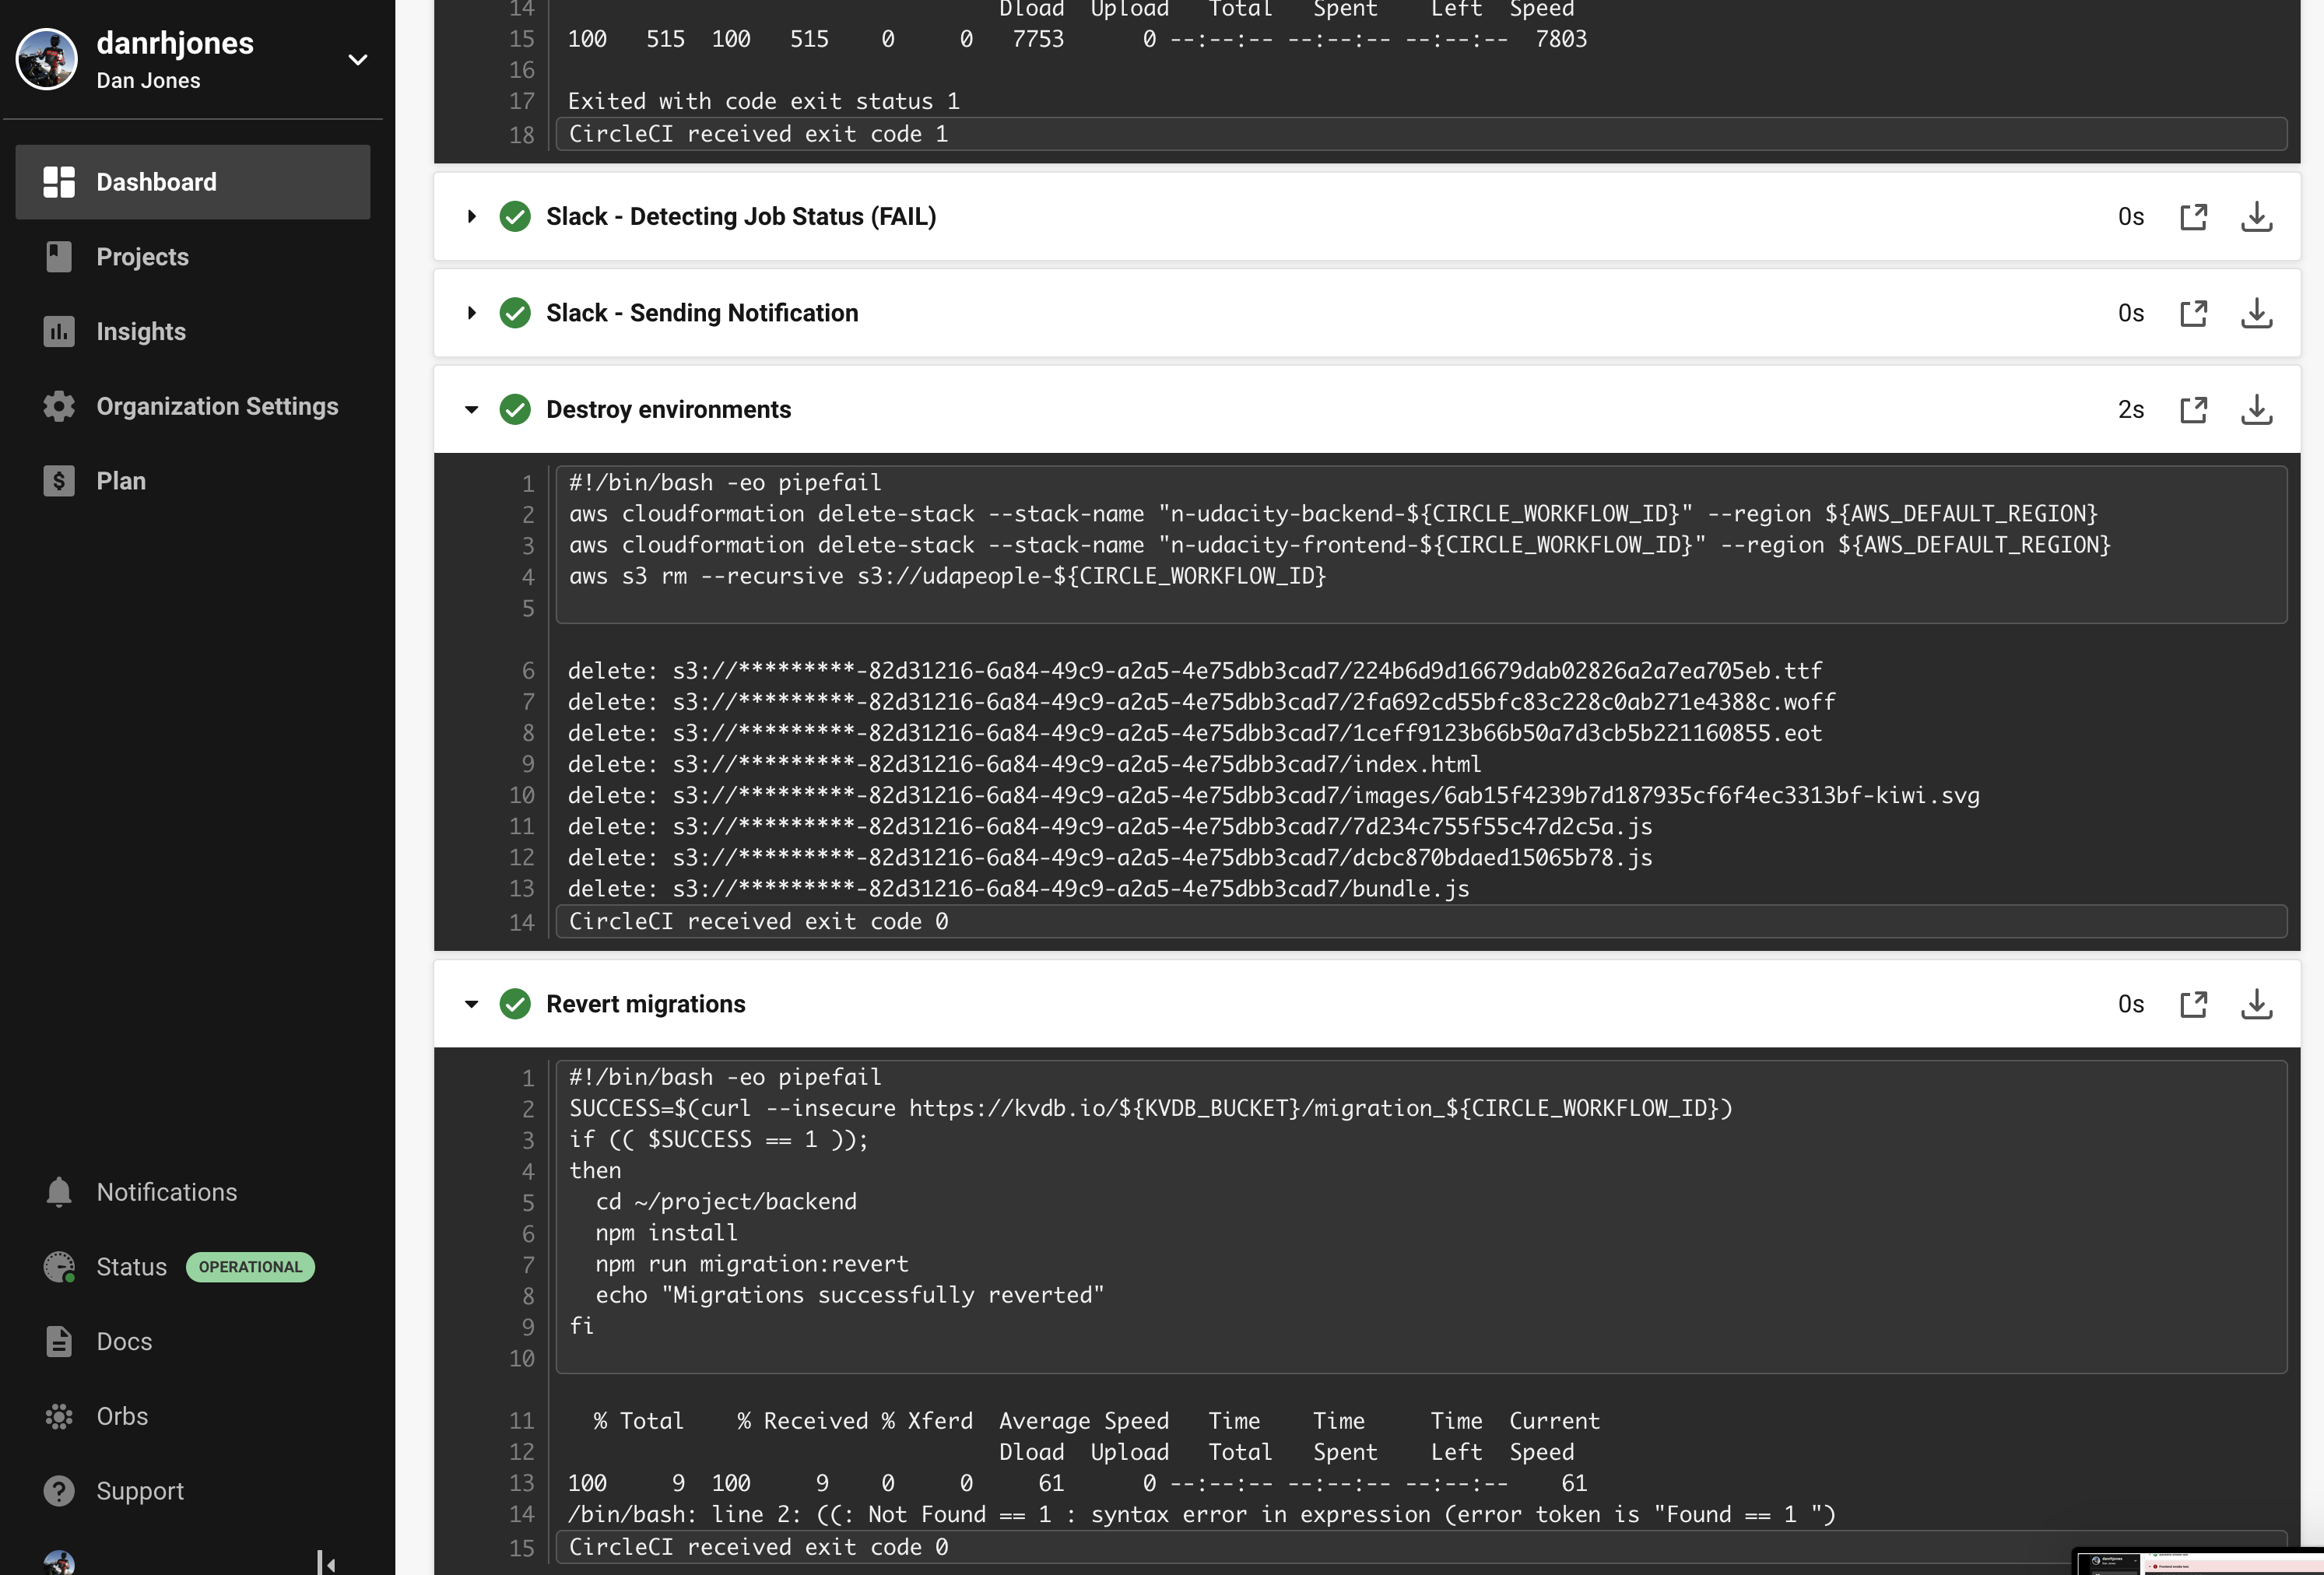 danrhjones
Dan Jones
Dashboard
Projects
Insights
Organization Settings
$ Plan
Notifications
Status OPERATIONAL
Docs
Orbs
? Support
14 Dload Upload Total Spent Left Speed
15 100 515 100 515 0 0 7753 0 --:--:-- --:--:-- --:--:-- 7803
16
17 Exited with code exit status 1
18 CircleCI received exit code 1
Slack - Detecting Job Status (FAIL) 0s
Slack - Sending Notification 0s
Destroy environments 2s
1 #!/bin/bash -eo pipefail
2 aws cloudformation delete-stack --stack-name "n-udacity-backend-${CIRCLE_WORKFLOW_ID}" --region ${AWS_DEFAULT_REGION}
3 aws cloudformation delete-stack --stack-name "n-udacity-frontend-${CIRCLE_WORKFLOW_ID}" --region ${AWS_DEFAULT_REGION}
4 aws s3 rm --recursive s3://udapeople-${CIRCLE_WORKFLOW_ID}
5
6 delete: s3://*********-82d31216-6a84-49c9-a2a5-4e75dbb3cad7/224b6d9d16679dab02826a2a7ea705eb.ttf
7 delete: s3://*********-82d31216-6a84-49c9-a2a5-4e75dbb3cad7/2fa692cd55bfc83c228c0ab271e4388c.woff
8 delete: s3://*********-82d31216-6a84-49c9-a2a5-4e75dbb3cad7/1ceff9123b66b50a7d3cb5b221160855.eot
9 delete: s3://*********-82d31216-6a84-49c9-a2a5-4e75dbb3cad7/index.html
10 delete: s3://*********-82d31216-6a84-49c9-a2a5-4e75dbb3cad7/images/6ab15f4239b7d187935cf6f4ec3313bf-kiwi.svg
11 delete: s3://*********-82d31216-6a84-49c9-a2a5-4e75dbb3cad7/7d234c755f55c47d2c5a.js
12 delete: s3://*********-82d31216-6a84-49c9-a2a5-4e75dbb3cad7/dcbc870bdaed15065b78.js
13 delete: s3://*********-82d31216-6a84-49c9-a2a5-4e75dbb3cad7/bundle.js
14 CircleCI received exit code 0
Revert migrations 0s
1 #!/bin/bash -eo pipefail
2 SUCCESS=$(curl --insecure https://kvdb.io/${KVDB_BUCKET}/migration_${CIRCLE_WORKFLOW_ID})
3 if (( $SUCCESS == 1 ));
4 then
5 cd ~/project/backend
6 npm install
7 npm run migration:revert
8 echo "Migrations successfully reverted"
9 fi
10
11 % Total % Received % Xferd Average Speed Time Time Time Current
12 Dload Upload Total Spent Left Speed
13 100 9 100 9 0 0 61 0 --:--:-- --:--:-- --:--:-- 61
14 /bin/bash: line 2: ((: Not Found == 1 : syntax error in expression (error token is "Found == 1 ")
15 CircleCI received exit code 0